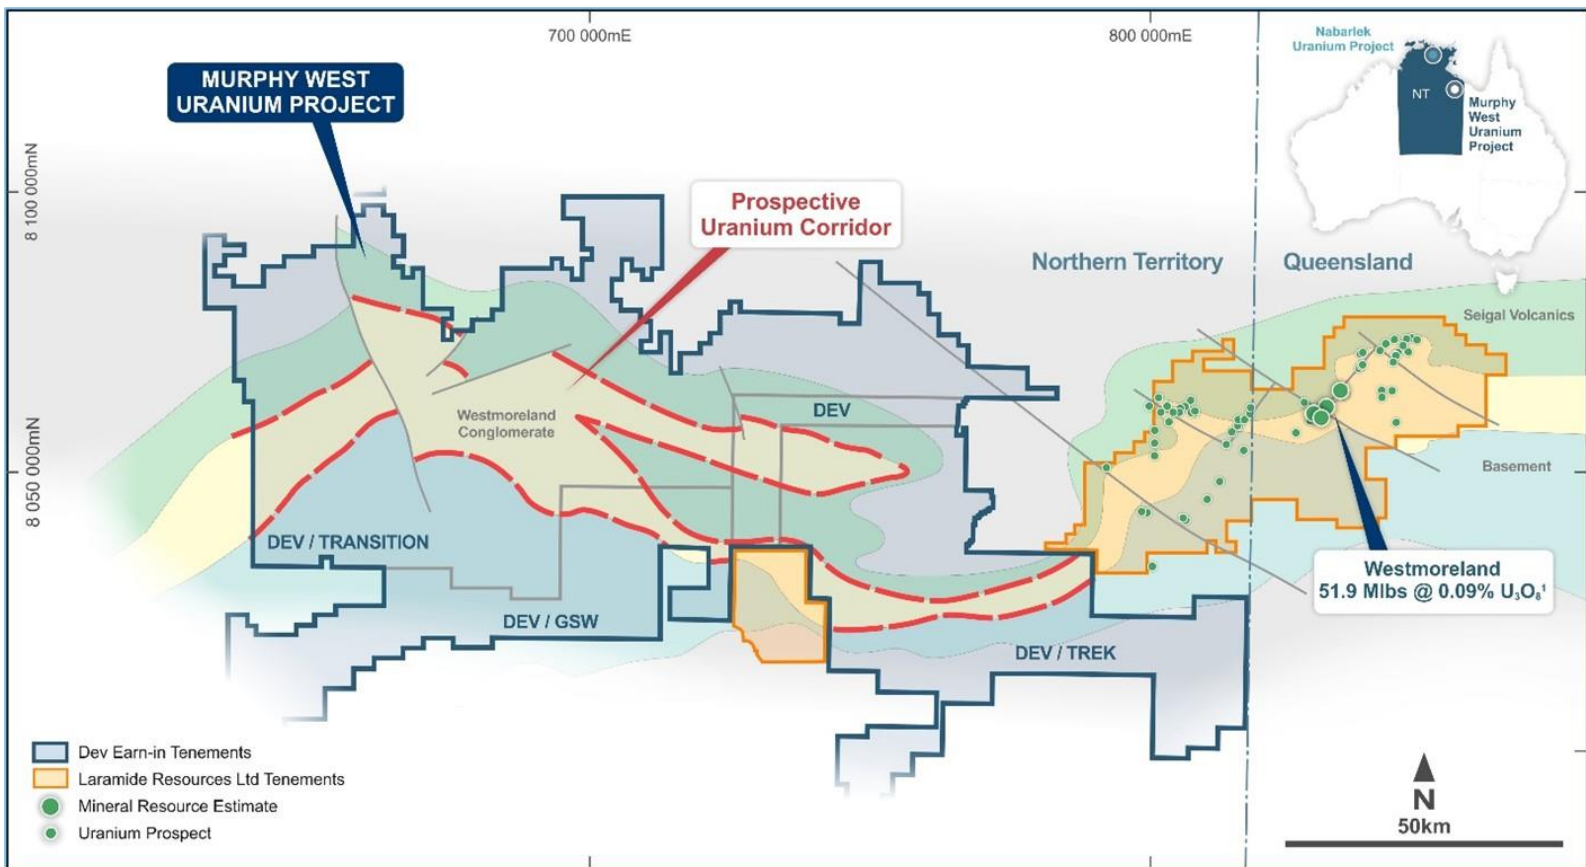 700 000mE
800 000mE
Nabarlek
Uranium Project
NT
Murphy
West
Uranium
Project
MURPHY WEST
URANIUM PROJECT
8 100 000mN
Prospective
Uranium Corridor
Northern Territory
Queensland
Seigal Volcanics
DEV
Westmoreland
Conglomerate
Basement
8 050 000mN
DEV / TRANSITION
Westmoreland
51.9 Mlbs @ 0.09% U₃O₈¹
DEV / GSW
DEV / TREK
Dev Earn-in Tenements
Laramide Resources Ltd Tenements
Mineral Resource Estimate
Uranium Prospect
N
50km